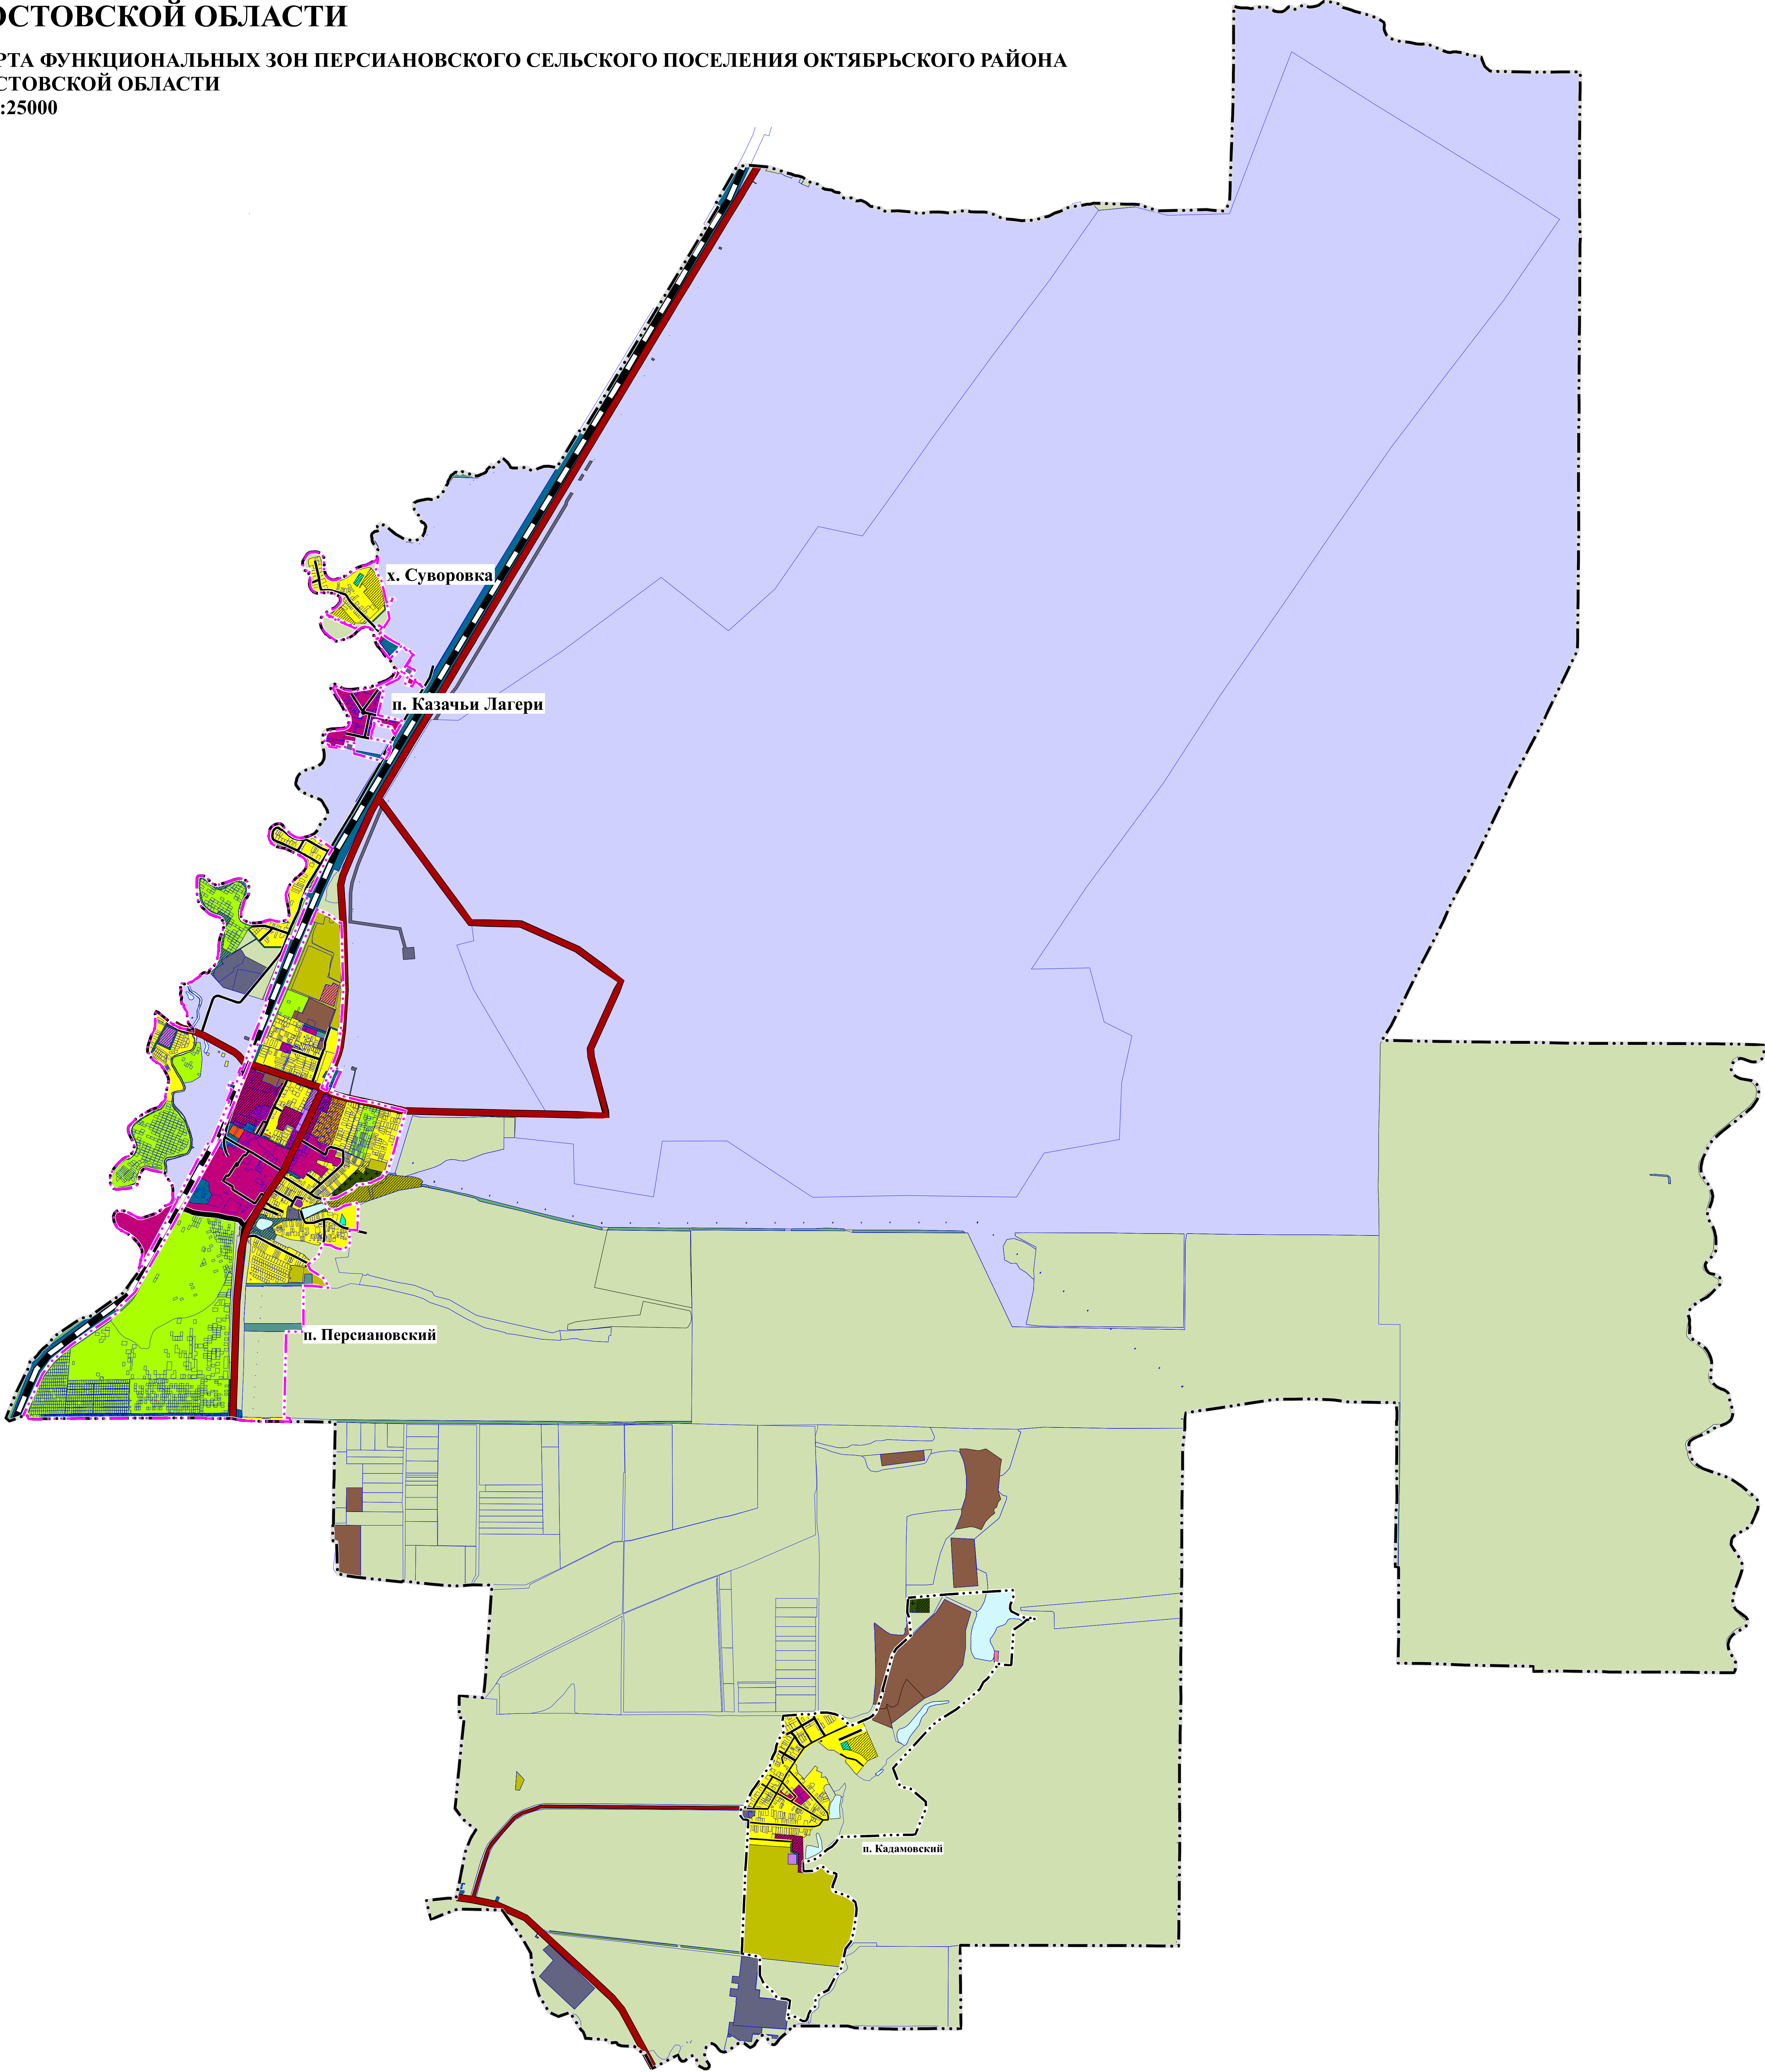 ОСТОВСКОЙ ОБЛАСТИ
РТА ФУНКЦИОНАЛЬНЫХ ЗОН ПЕРСИАНОВСКОГО СЕЛЬСКОГО ПОСЕЛЕНИЯ ОКТЯБРЬСКОГО РАЙОНА
СТОВСКОЙ ОБЛАСТИ
:25000
х. Суворовка
п. Казачьи Лагери
п. Персиановский
п. Кадамовский